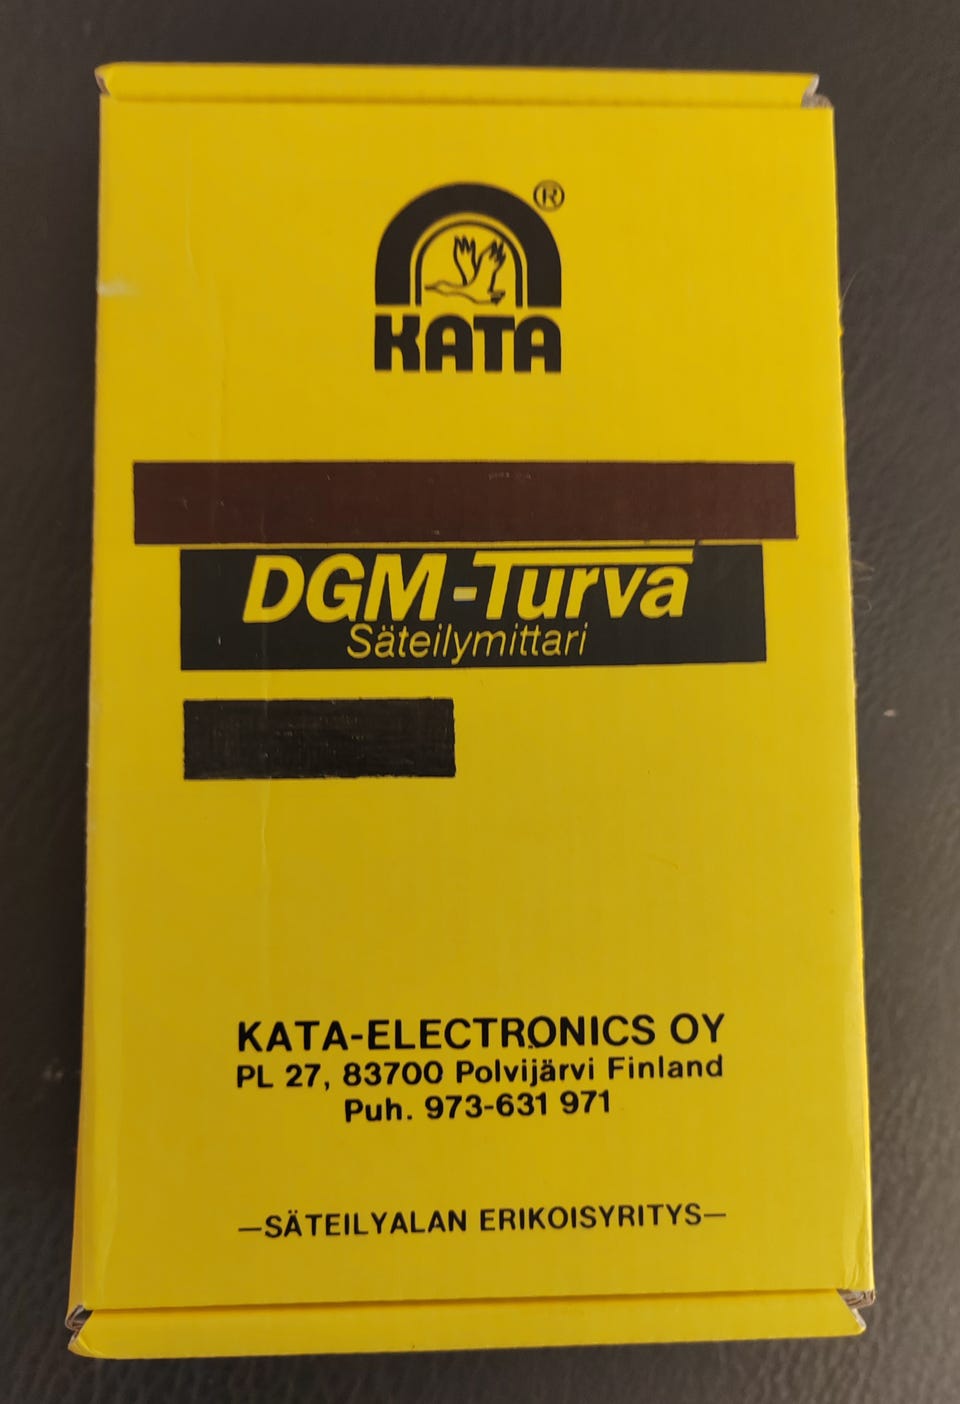 ®
KATA
DGM-Turva
Säteilymittari
KATA-ELECTRONICS OY
PL 27, 83700 Polvijärvi Finland
Puh. 973-631 971
—SÄTEILYALAN ERIKOISYRITYS—